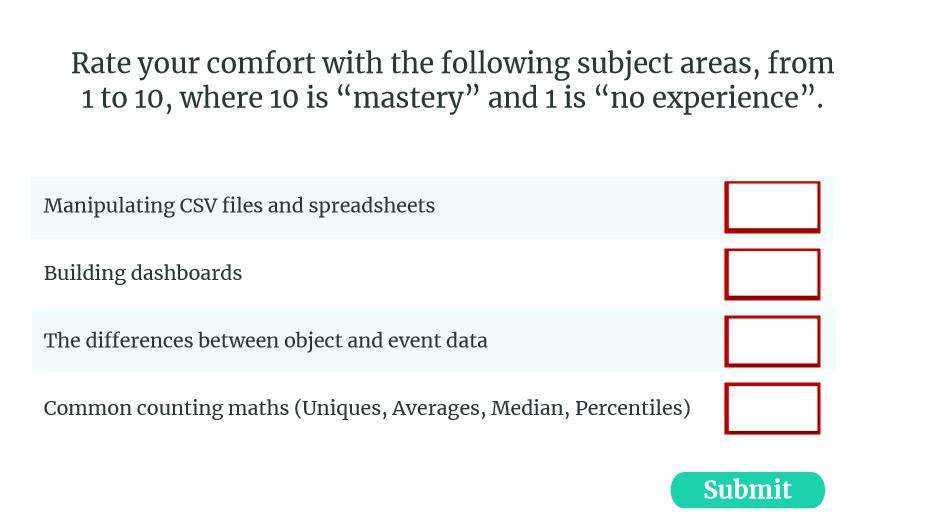 Rate your comfort with the following subject areas, from
1 to 10, where 10 is “mastery” and 1 is “no experience”.
Manipulating CSV files and spreadsheets
Building dashboards
The differences between object and event data
Common counting maths (Uniques, Averages, Median, Percentiles)
Submit